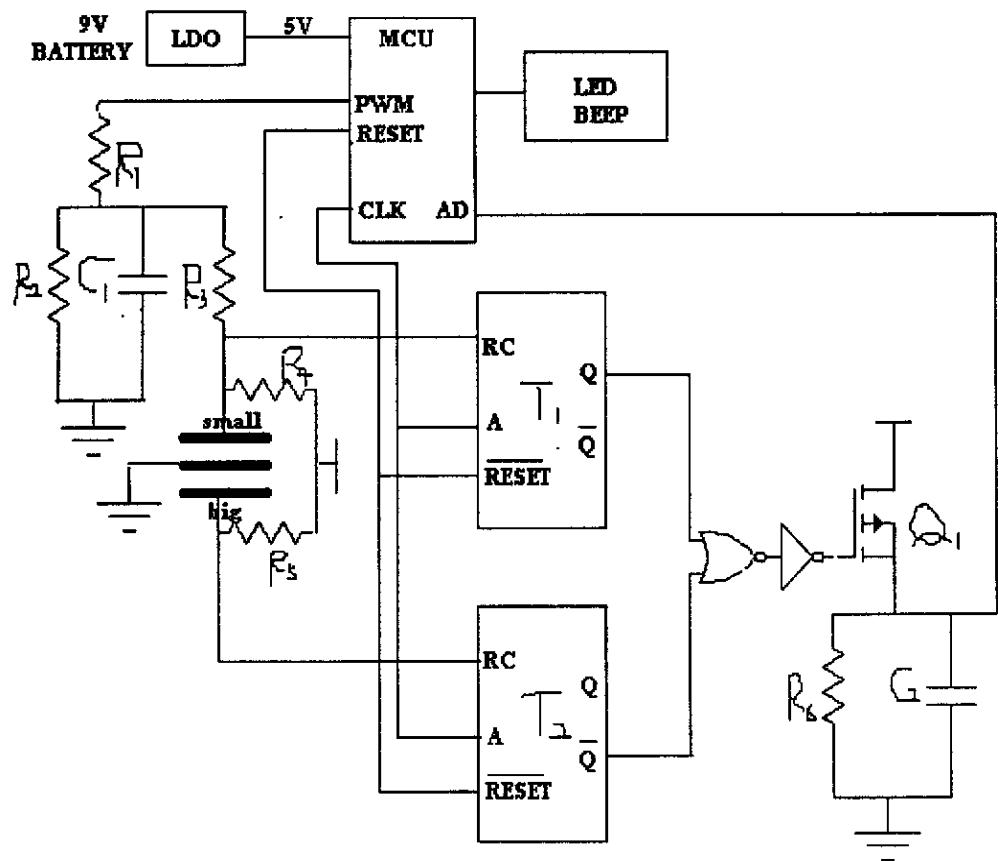 9V
BATTERY
LDO
5V
MCU
PWM
RESET
CLK
AD
LED
BEEP
R1
R2
C1
R3
R4
small
big
R5
RC
T1
Q
A
Q
RESET
RC
T2
Q
A
Q
RESET
Q1
R6
C2